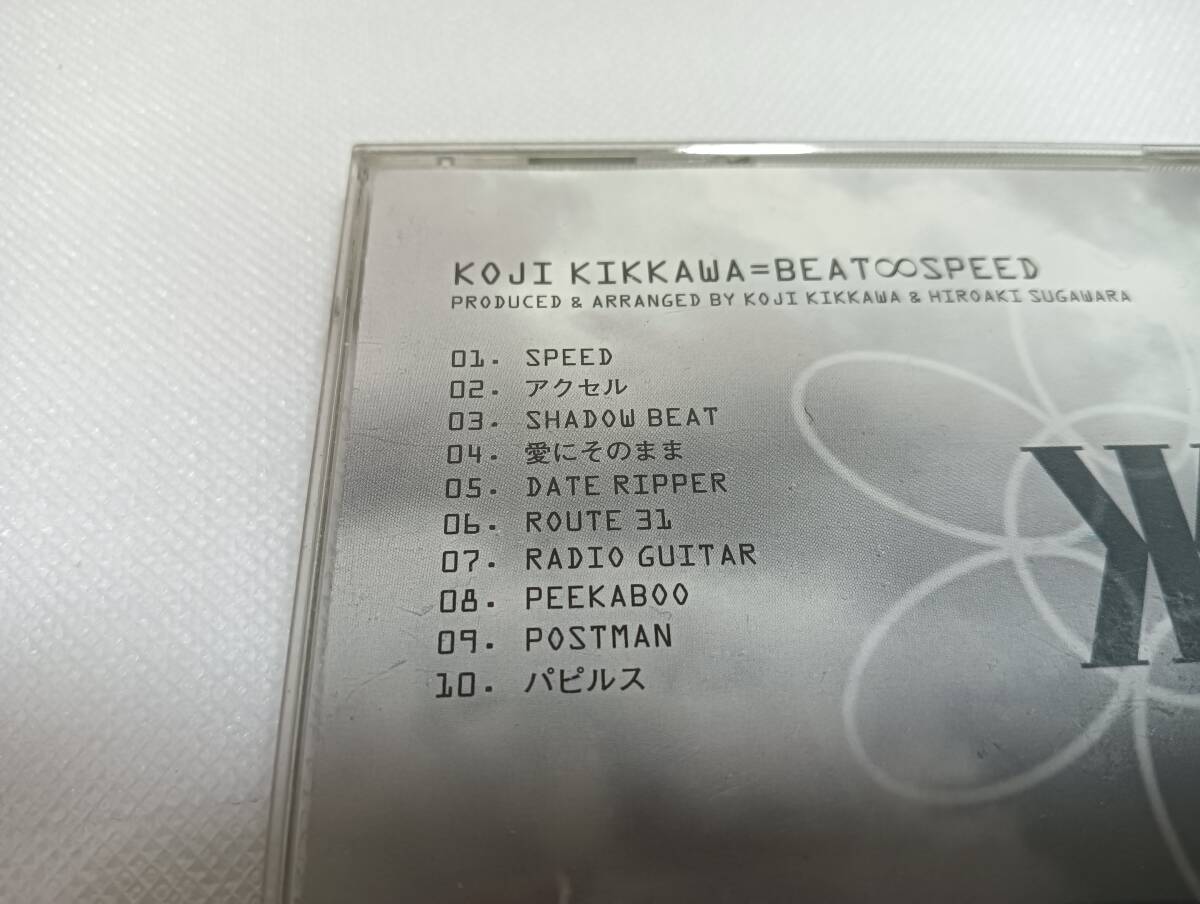 KOJI KIKKAWA=BEAT∞SPEED
PRODUCED & ARRANGED BY KOJI KIKKAWA & HIROAKI SUGAWARA
01. SPEED
02. アクセル
03. SHADOW BEAT
04. 愛にそのまま
05. DATE RIPPER
06. ROUTE 31
07. RADIO GUITAR
08. PEEKABOO
09. POSTMAN
10. パピルス